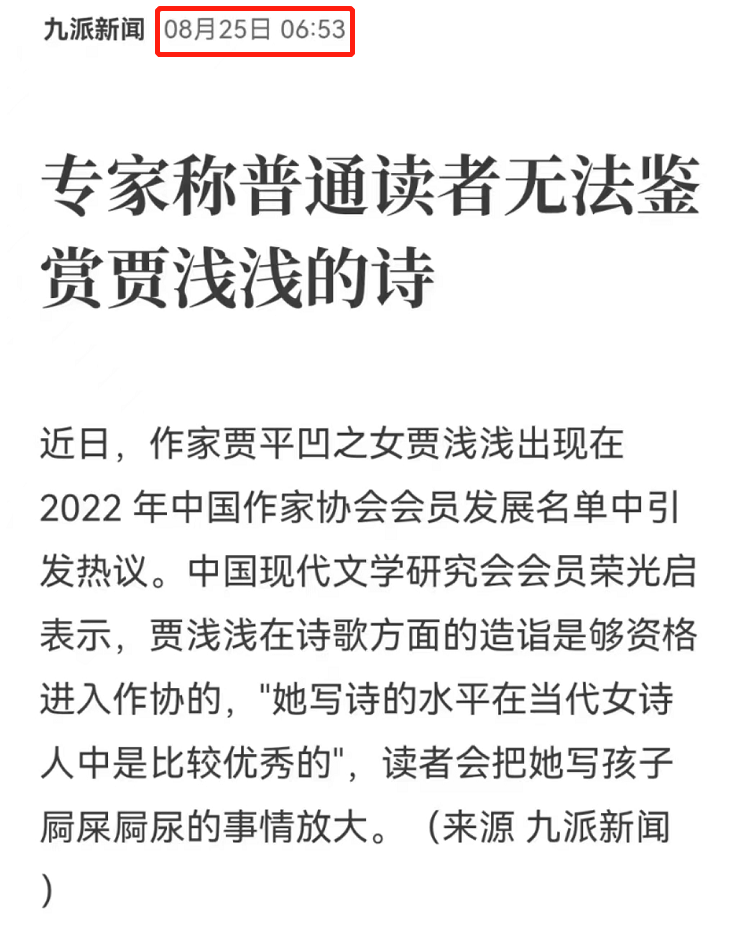 九派新闻 08月25日 06:53
专家称普通读者无法鉴
赏贾浅浅的诗
近日，作家贾平凹之女贾浅浅出现在
2022 年中国作家协会会员发展名单中引
发热议。中国现代文学研究会会员荣光启
表示，贾浅浅在诗歌方面的造诣是够资格
进入作协的，"她写诗的水平在当代女诗
人中是比较优秀的"，读者会把她写孩子
屙屎屙尿的事情放大。（来源 九派新闻
）